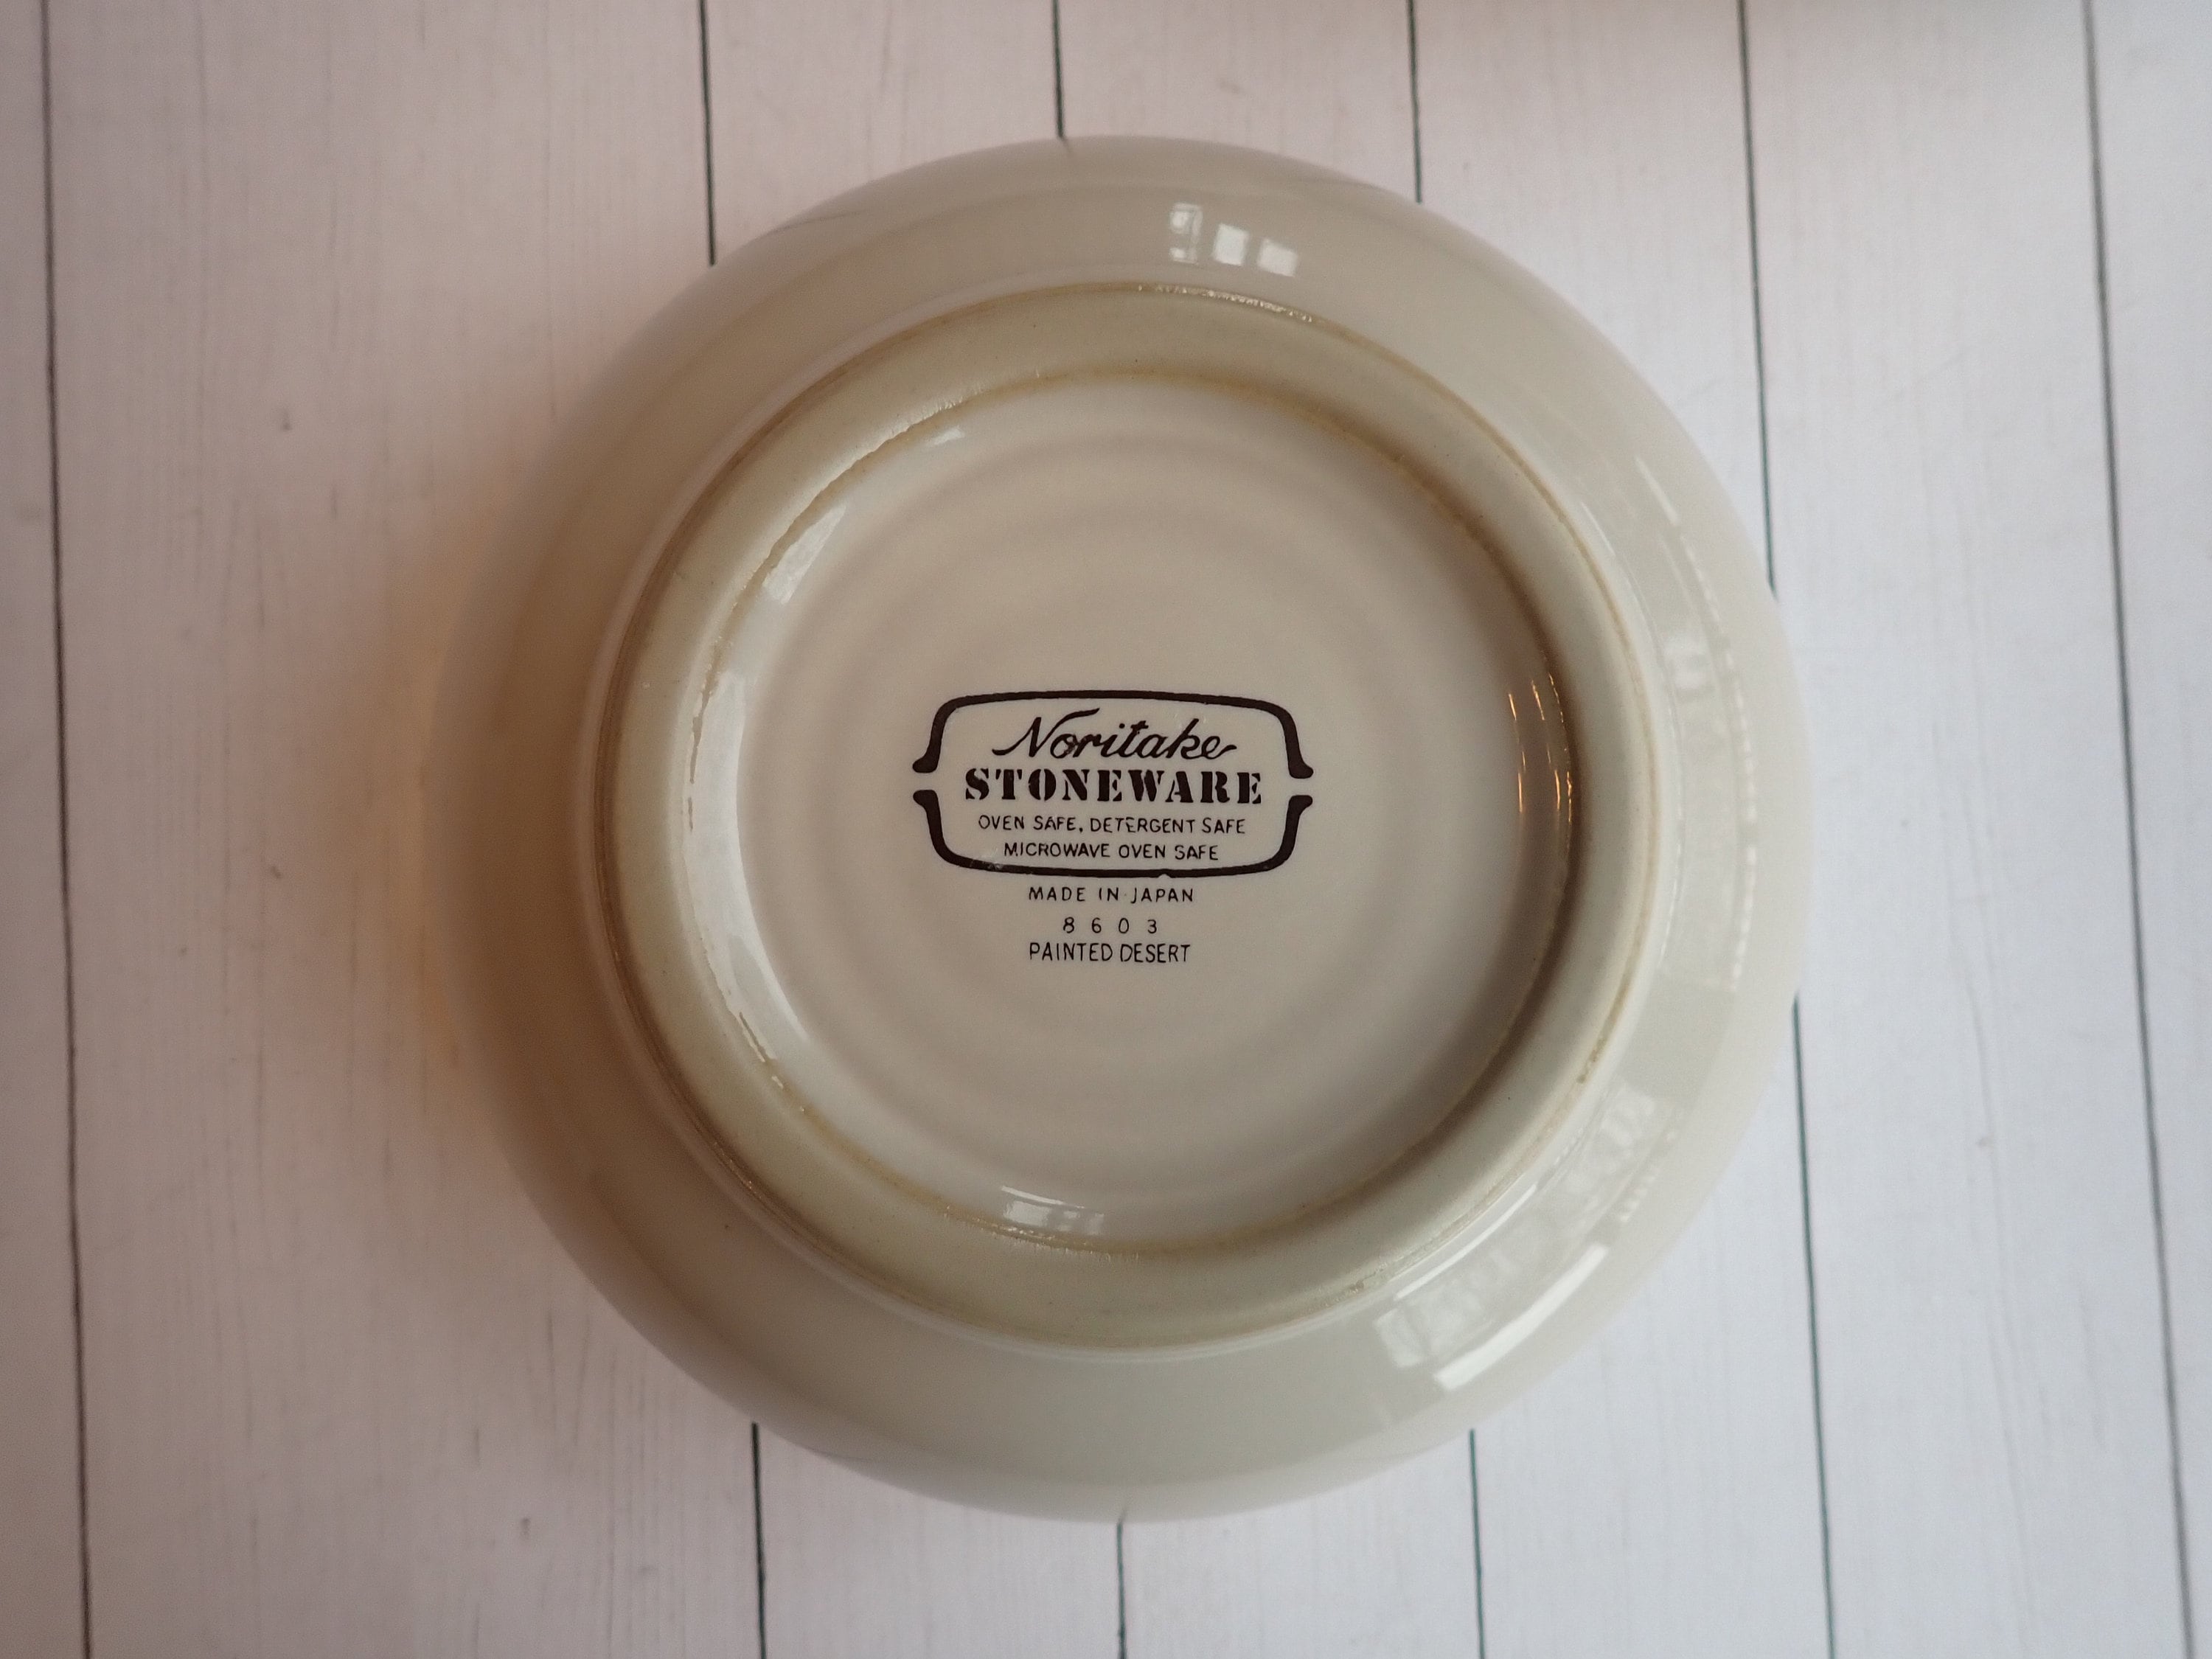 Noritake
STONEWARE
OVEN SAFE, DETERGENT SAFE
MICROWAVE OVEN SAFE
MADE IN JAPAN
8603
PAINTED DESERT